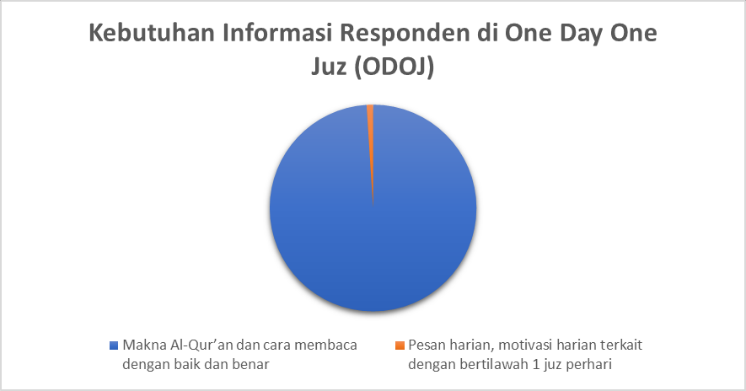 Kebutuhan Informasi Responden di One Day One
Juz (ODOJ)
Makna Al-Qur’an dan cara membaca
dengan baik dan benar
Pesan harian, motivasi harian terkait
dengan bertilawah 1 juz perhari